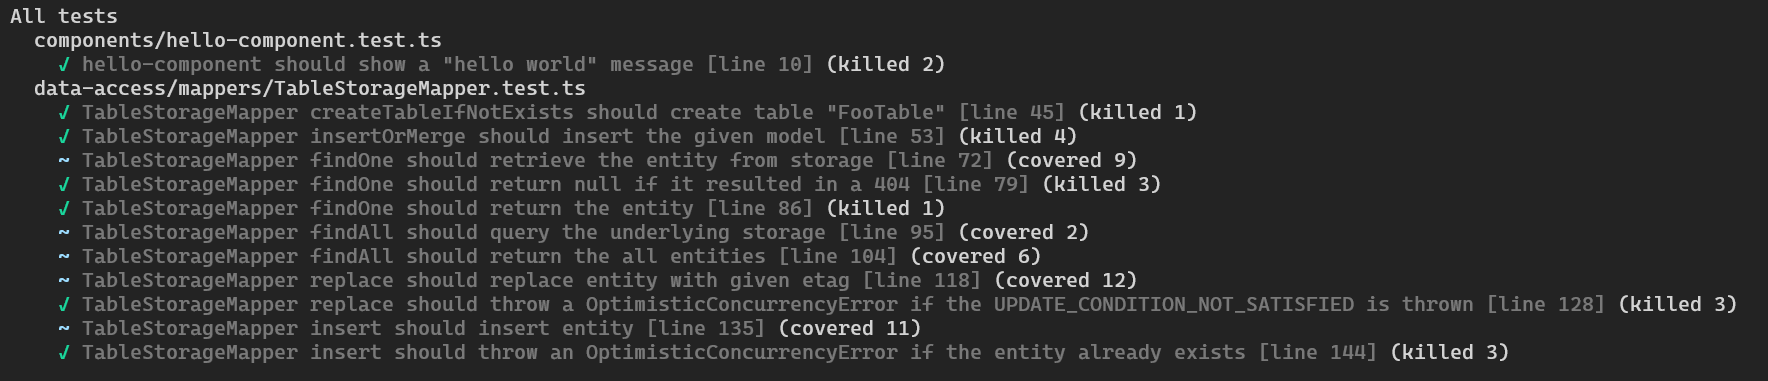 All tests
components/hello-component.test.ts
✓ hello-component should show a "hello world" message [line 10] (killed 2)
data-access/mappers/TableStorageMapper.test.ts
✓ TableStorageMapper createTableIfNotExists should create table "FooTable" [line 45] (killed 1)
✓ TableStorageMapper insertOrMerge should insert the given model [line 53] (killed 4)
~ TableStorageMapper findOne should retrieve the entity from storage [line 72] (covered 9)
✓ TableStorageMapper findOne should return null if it resulted in a 404 [line 79] (killed 3)
✓ TableStorageMapper findOne should return the entity [line 86] (killed 1)
~ TableStorageMapper findAll should query the underlying storage [line 95] (covered 2)
~ TableStorageMapper findAll should return the all entities [line 104] (covered 6)
~ TableStorageMapper replace should replace entity with given etag [line 118] (covered 12)
✓ TableStorageMapper replace should throw a OptimisticConcurrencyError if the UPDATE_CONDITION_NOT_SATISFIED is thrown [line 128] (killed 3)
~ TableStorageMapper insert should insert entity [line 135] (covered 11)
✓ TableStorageMapper insert should throw an OptimisticConcurrencyError if the entity already exists [line 144] (killed 3)